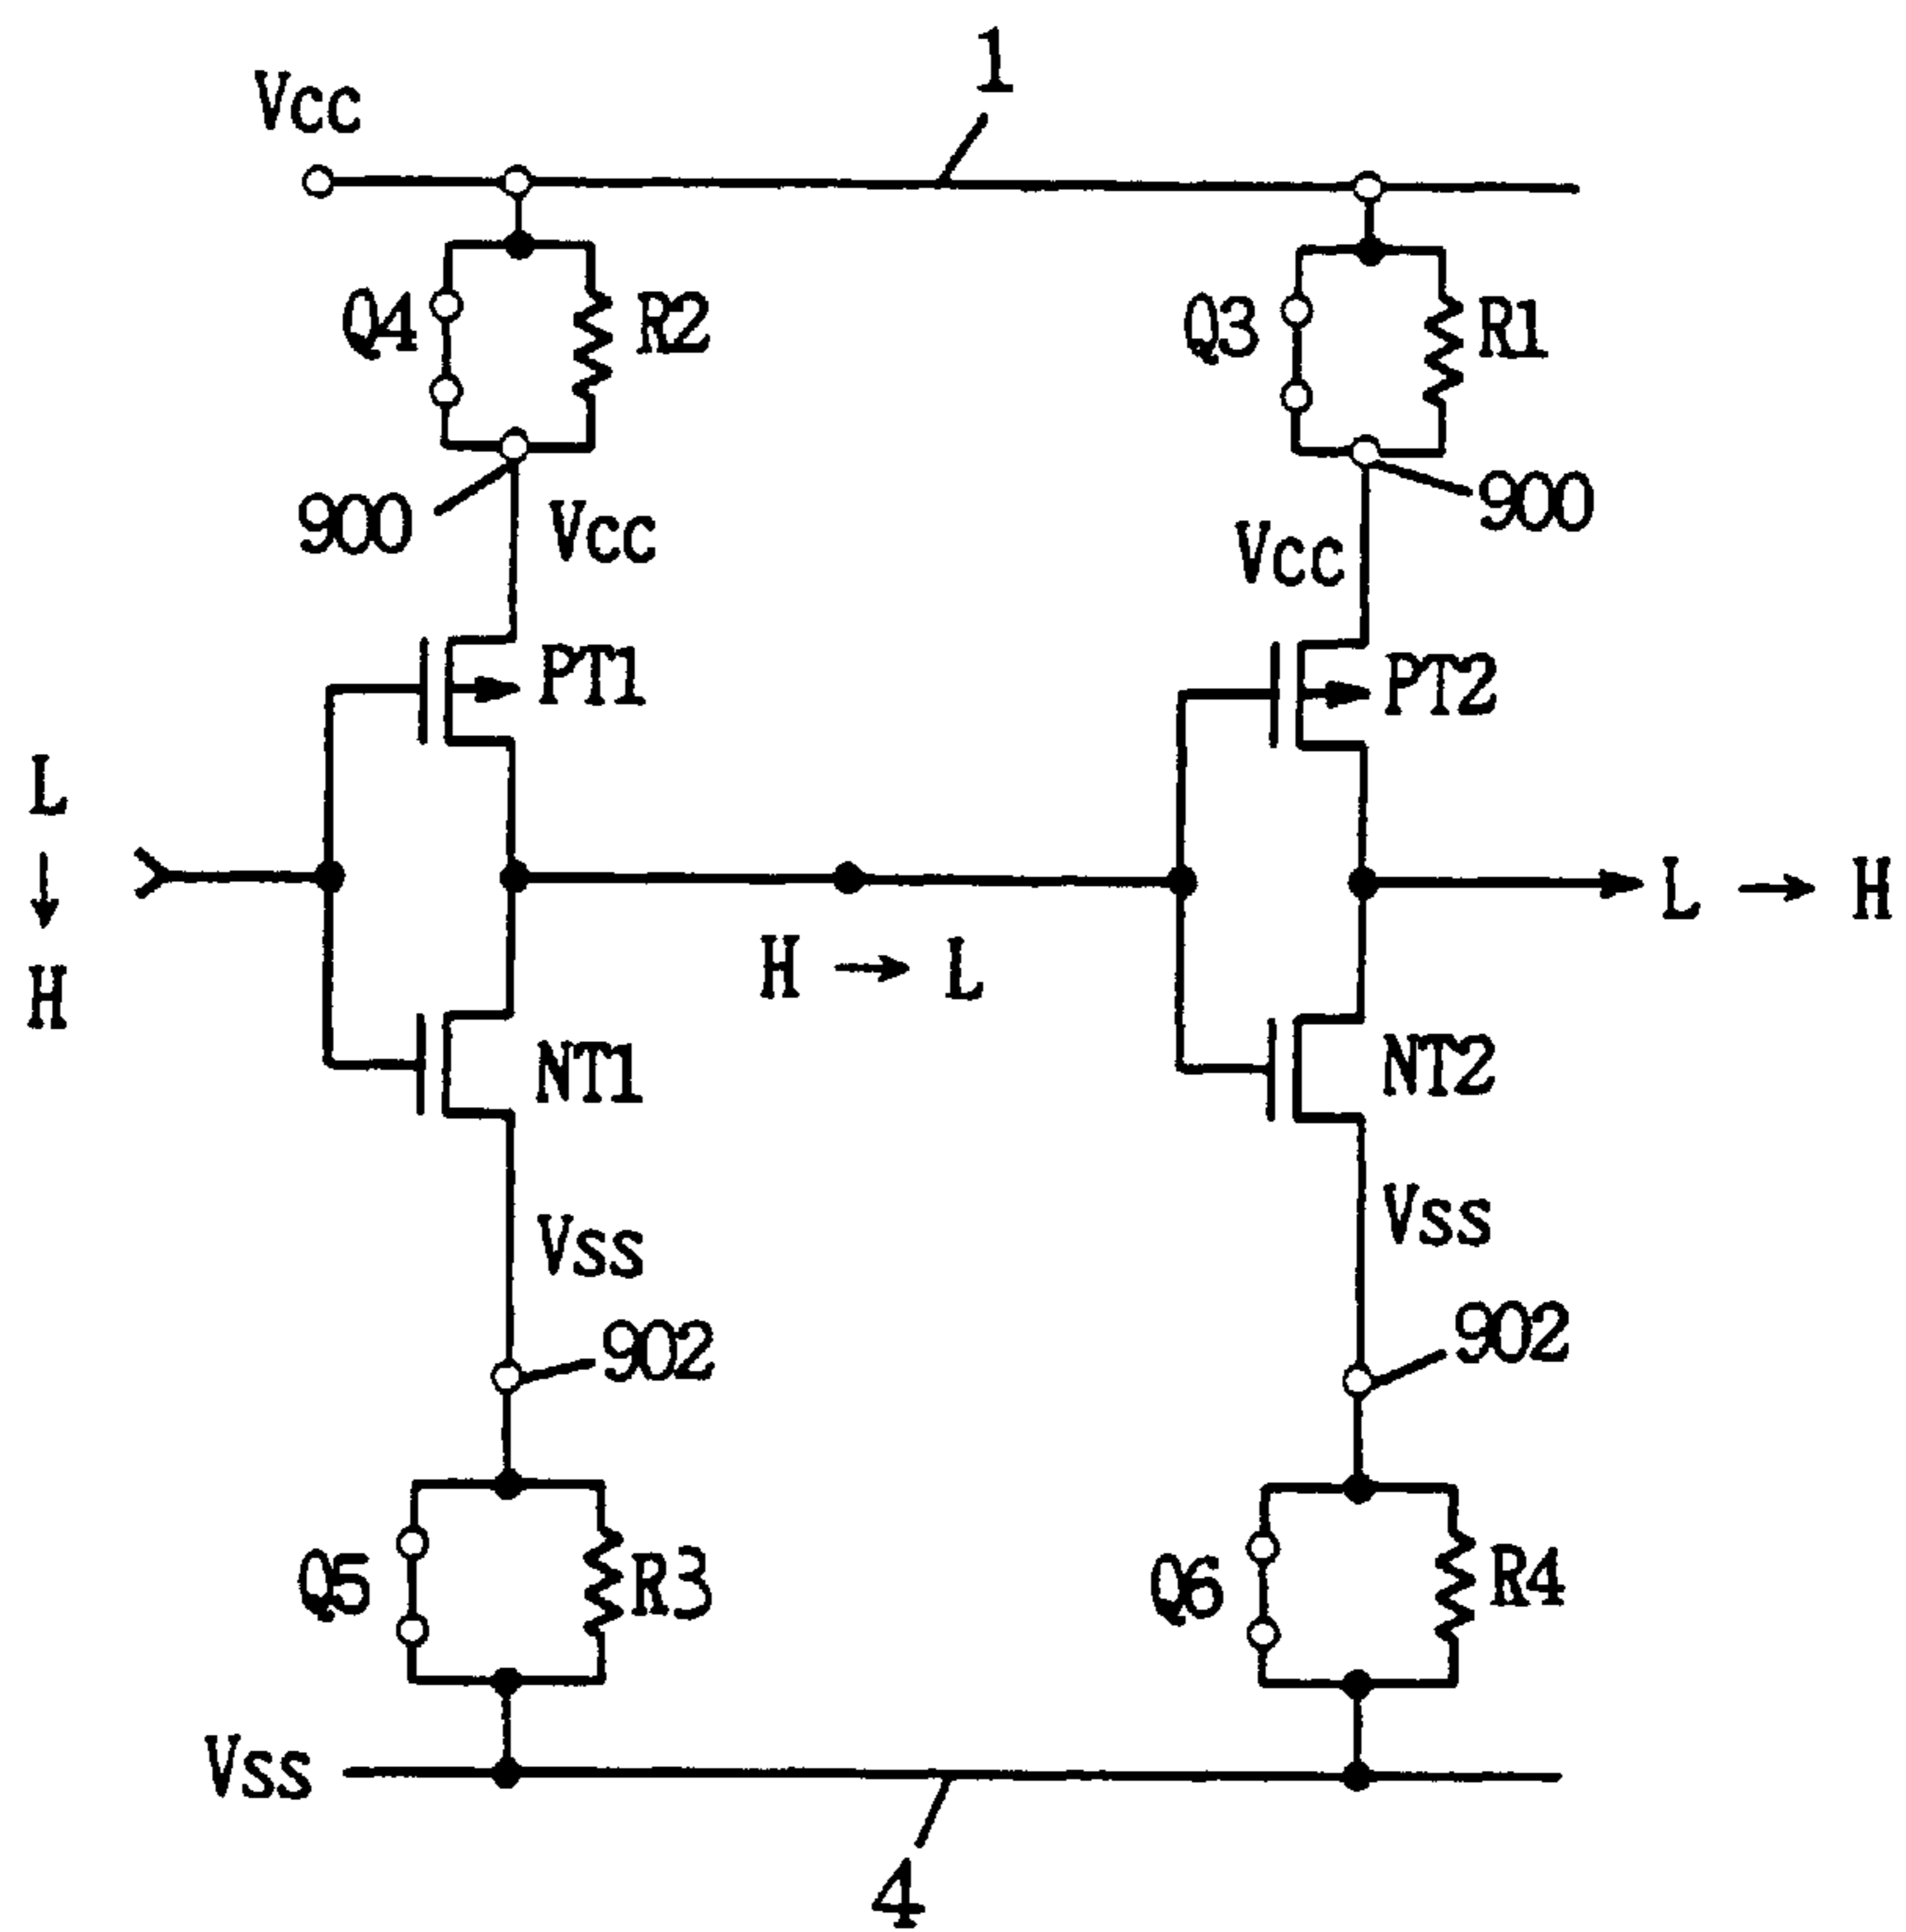 1
Vcc
Q4
R2
Q3
R1
900
Vcc
Vcc
900
PT1
PT2
L
↓
H
L → H
H → L
NT1
NT2
Vss
Vss
902
902
Q5
R3
Q6
R4
Vss
4